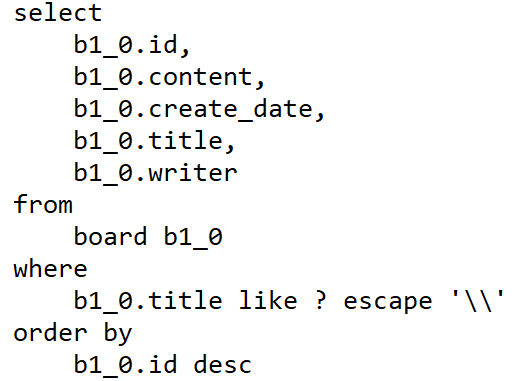 select
    b1_0.id,
    b1_0.content,
    b1_0.create_date,
    b1_0.title,
    b1_0.writer
from
    board b1_0
where
    b1_0.title like ? escape '\\'
order by
    b1_0.id desc